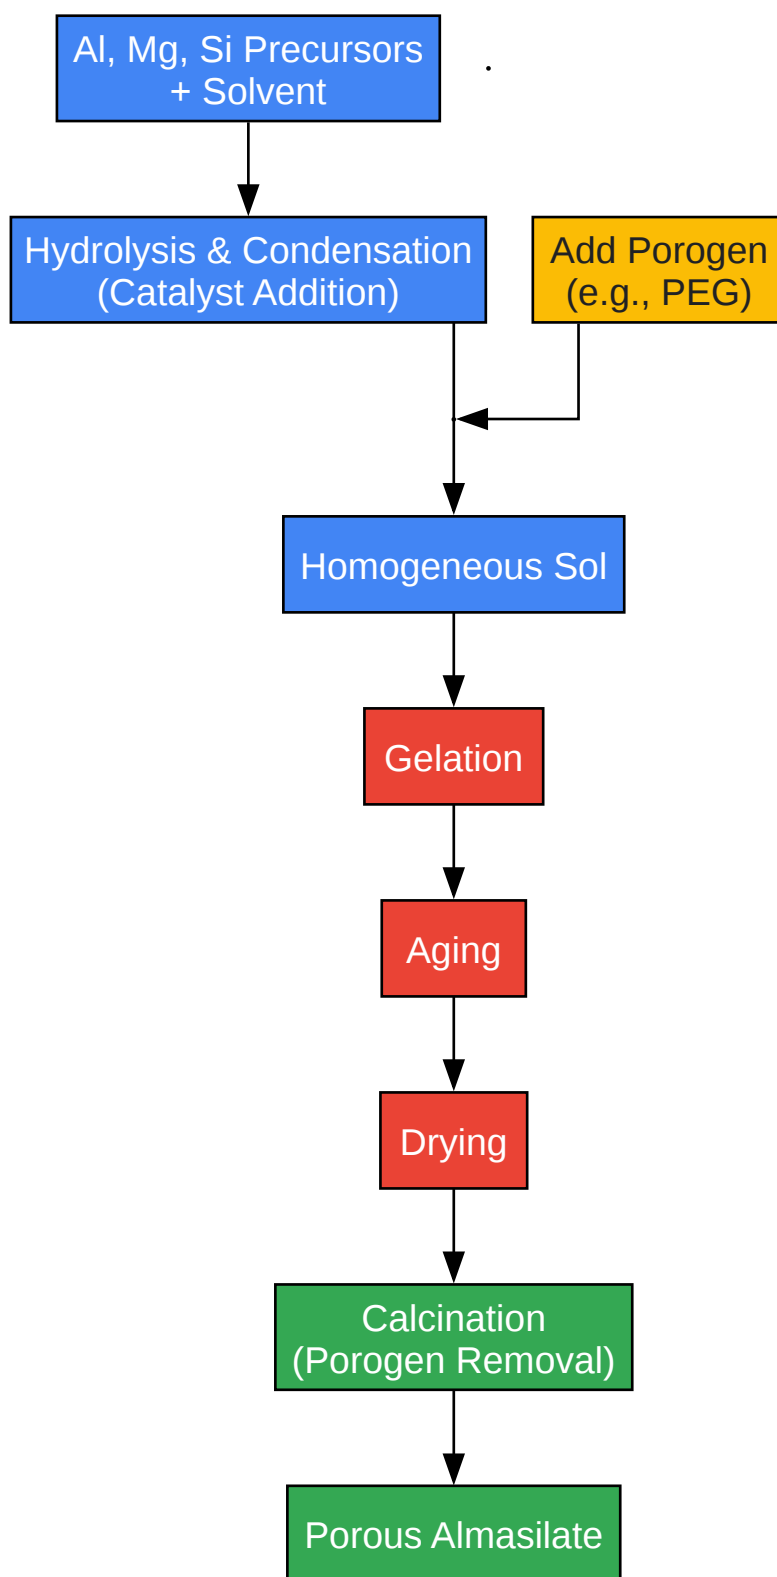 Al, Mg, Si Precursors
+ Solvent
Hydrolysis & Condensation
(Catalyst Addition)
Add Porogen
(e.g., PEG)
Homogeneous Sol
Gelation
Aging
Drying
Calcination
(Porogen Removal)
Porous Almasilate